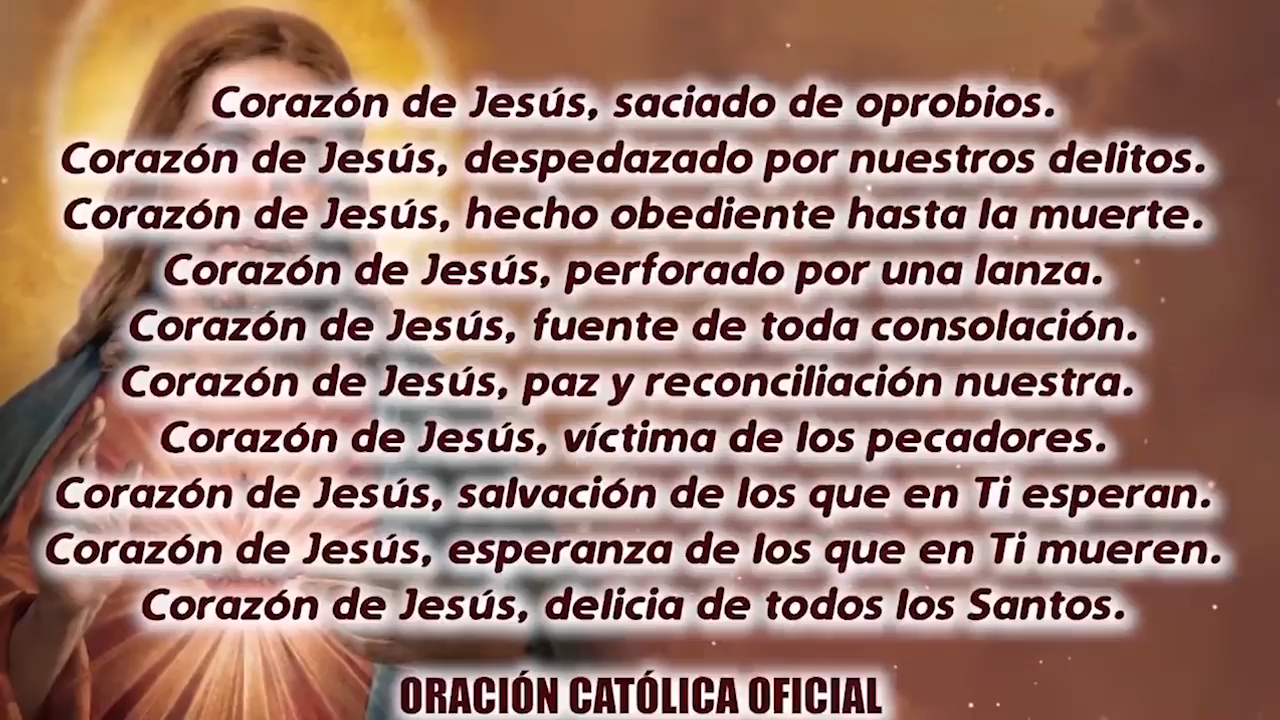 Corazón de Jesús, saciado de oprobios.
Corazón de Jesús, despedazado por nuestros delitos.
Corazón de Jesús, hecho obediente hasta la muerte.
Corazón de Jesús, perforado por una lanza.
Corazón de Jesús, fuente de toda consolación.
Corazón de Jesús, paz y reconciliación nuestra.
Corazón de Jesús, víctima de los pecadores.
Corazón de Jesús, salvación de los que en Ti esperan.
Corazón de Jesús, esperanza de los que en Ti mueren.
Corazón de Jesús, delicia de todos los Santos.
ORACIÓN CATÓLICA OFICIAL